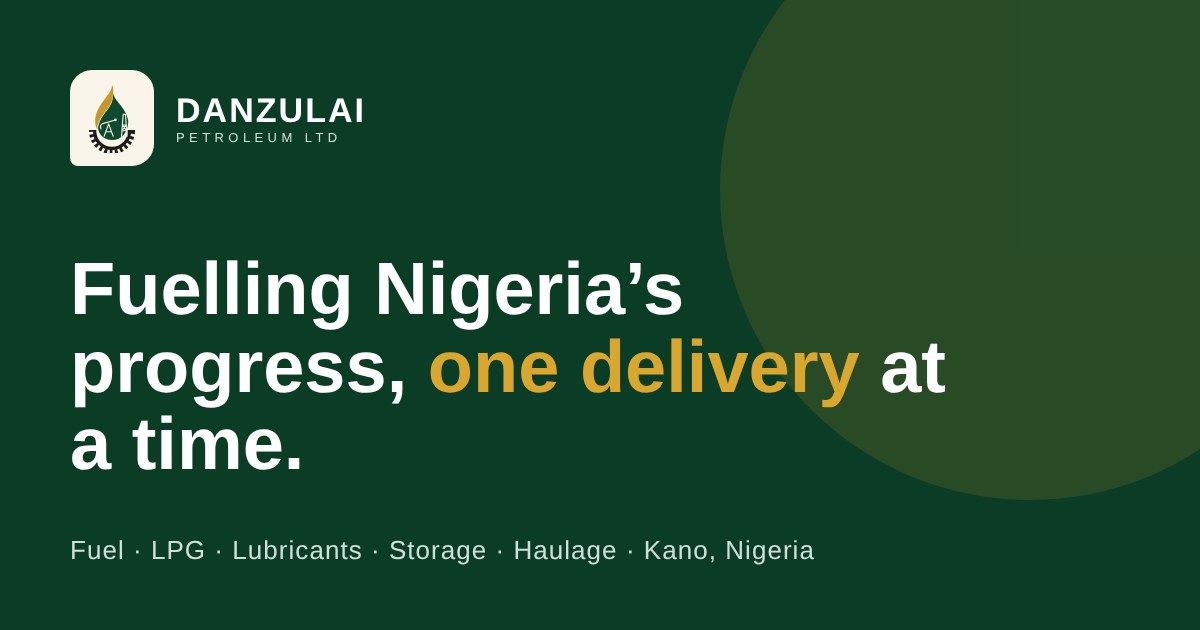 DANZULAI
PETROLEUM LTD
Fuelling Nigeria’s
progress, one delivery at
a time.
Fuel · LPG · Lubricants · Storage · Haulage · Kano, Nigeria